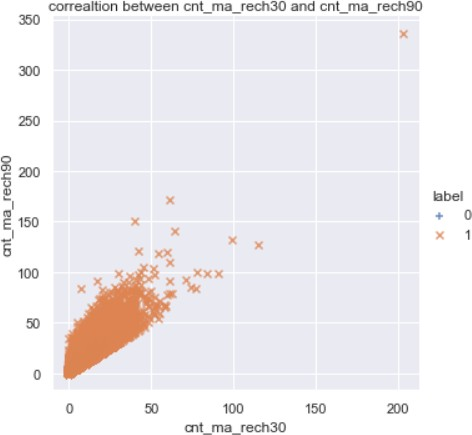 correaltion between cnt_ma_rech30 and cnt_ma_rech90
350
300
250
200
150
100
50
0
cnt_ma_rech90
0 50 100 150 200
cnt_ma_rech30
label
0
1